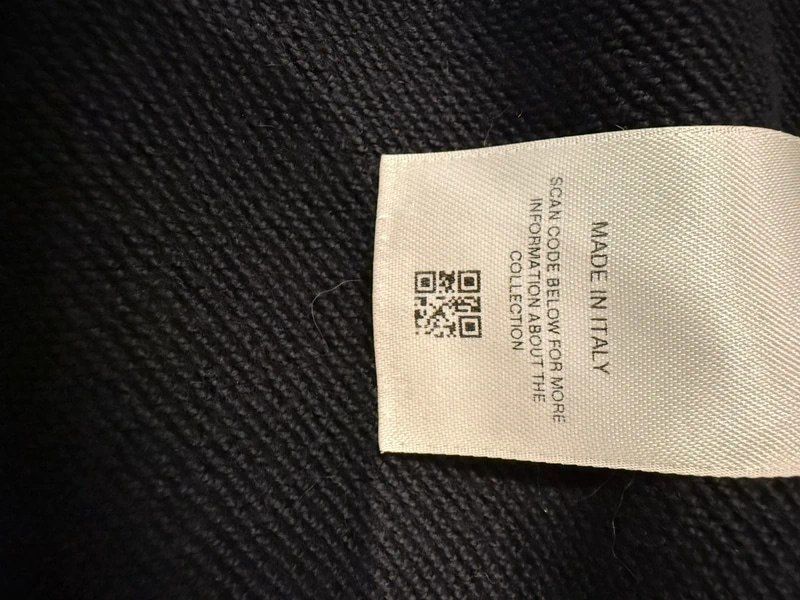 MADE IN ITALY
SCAN CODE BELOW FOR MORE
INFORMATION ABOUT THE
COLLECTION